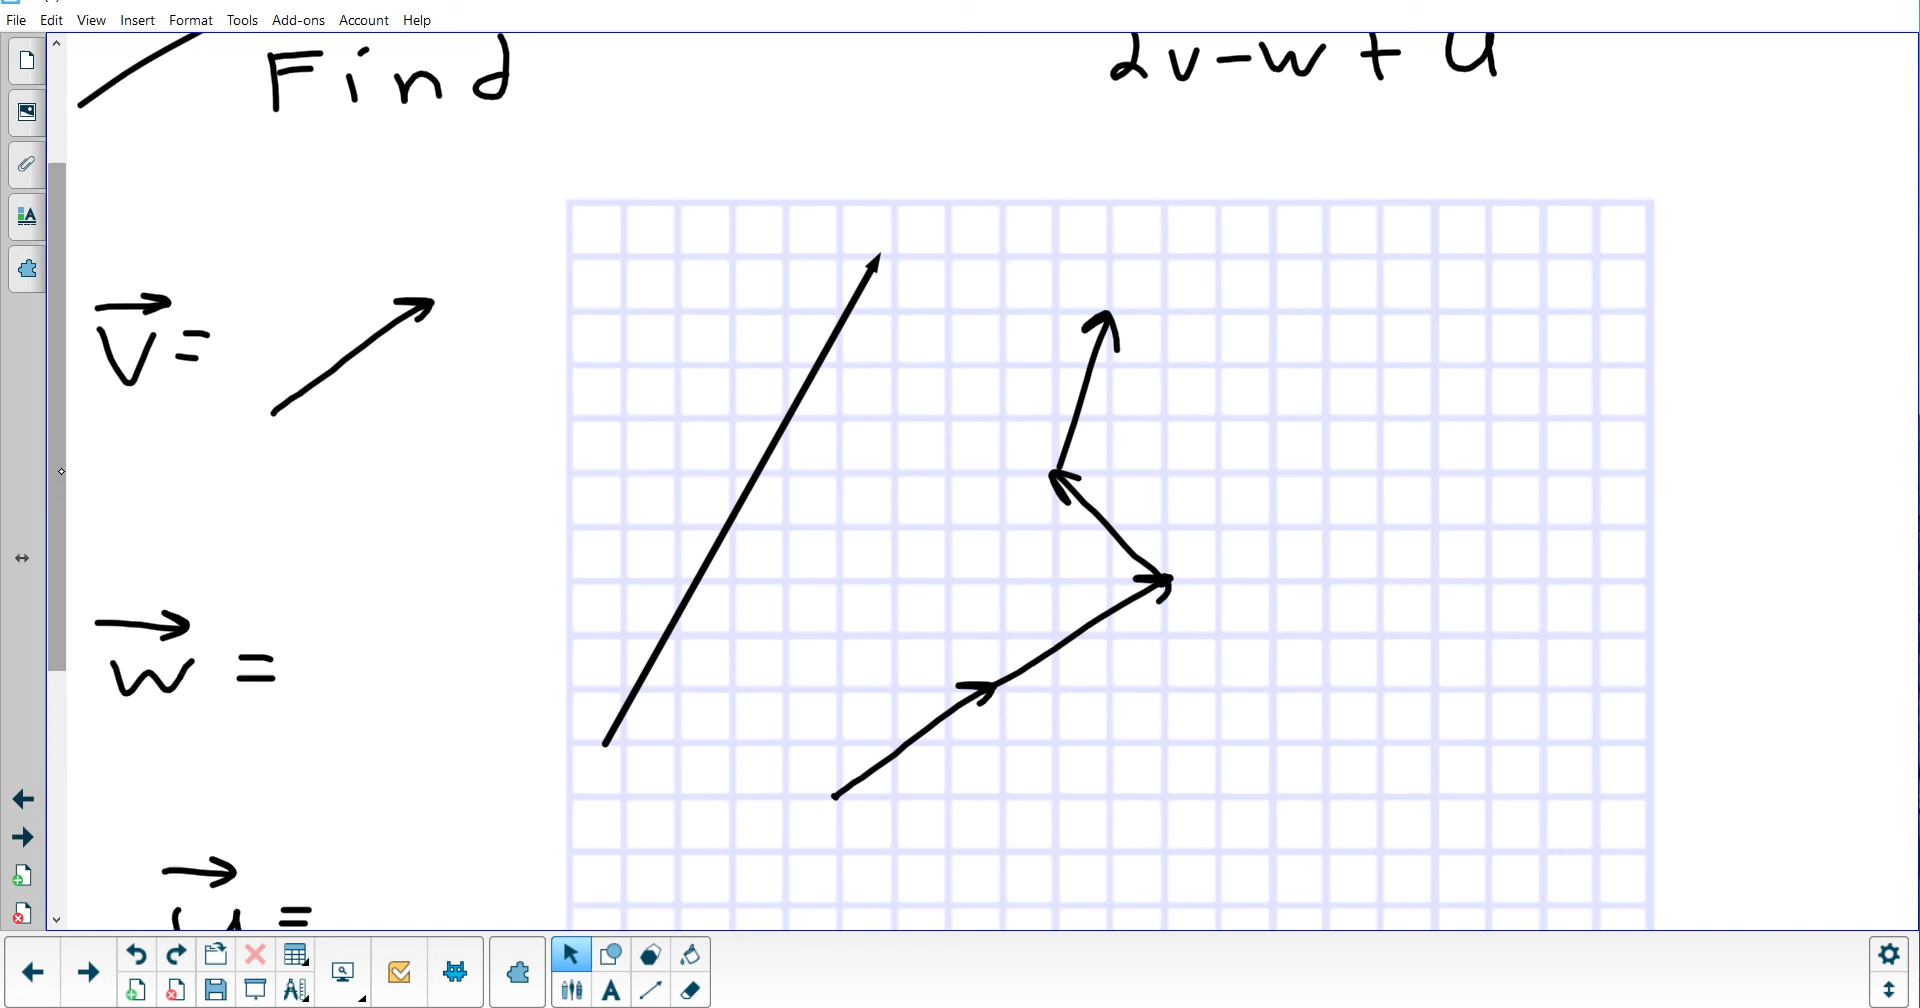 File Edit View Insert Format Tools Add-ons Account Help
Find 2v-w+u
v=
w=
u=